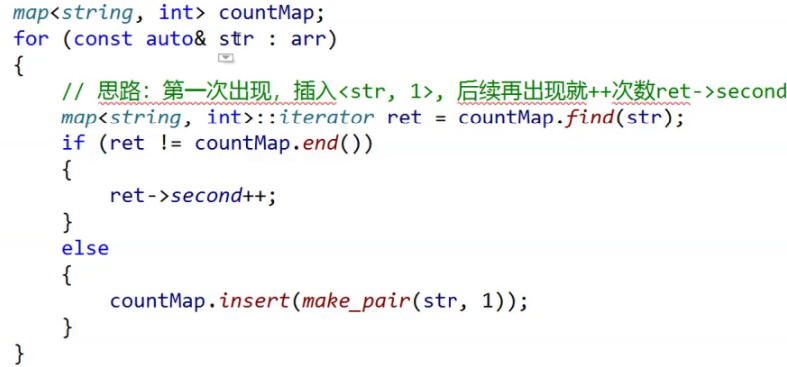 map<string, int> countMap;
for (const auto& str : arr)
{
// 思路：第一次出现，插入<str, 1>，后续再出现就++次数ret->second
map<string, int>::iterator ret = countMap.find(str);
if (ret != countMap.end())
{
ret->second++;
}
else
{
countMap.insert(make_pair(str, 1));
}
}